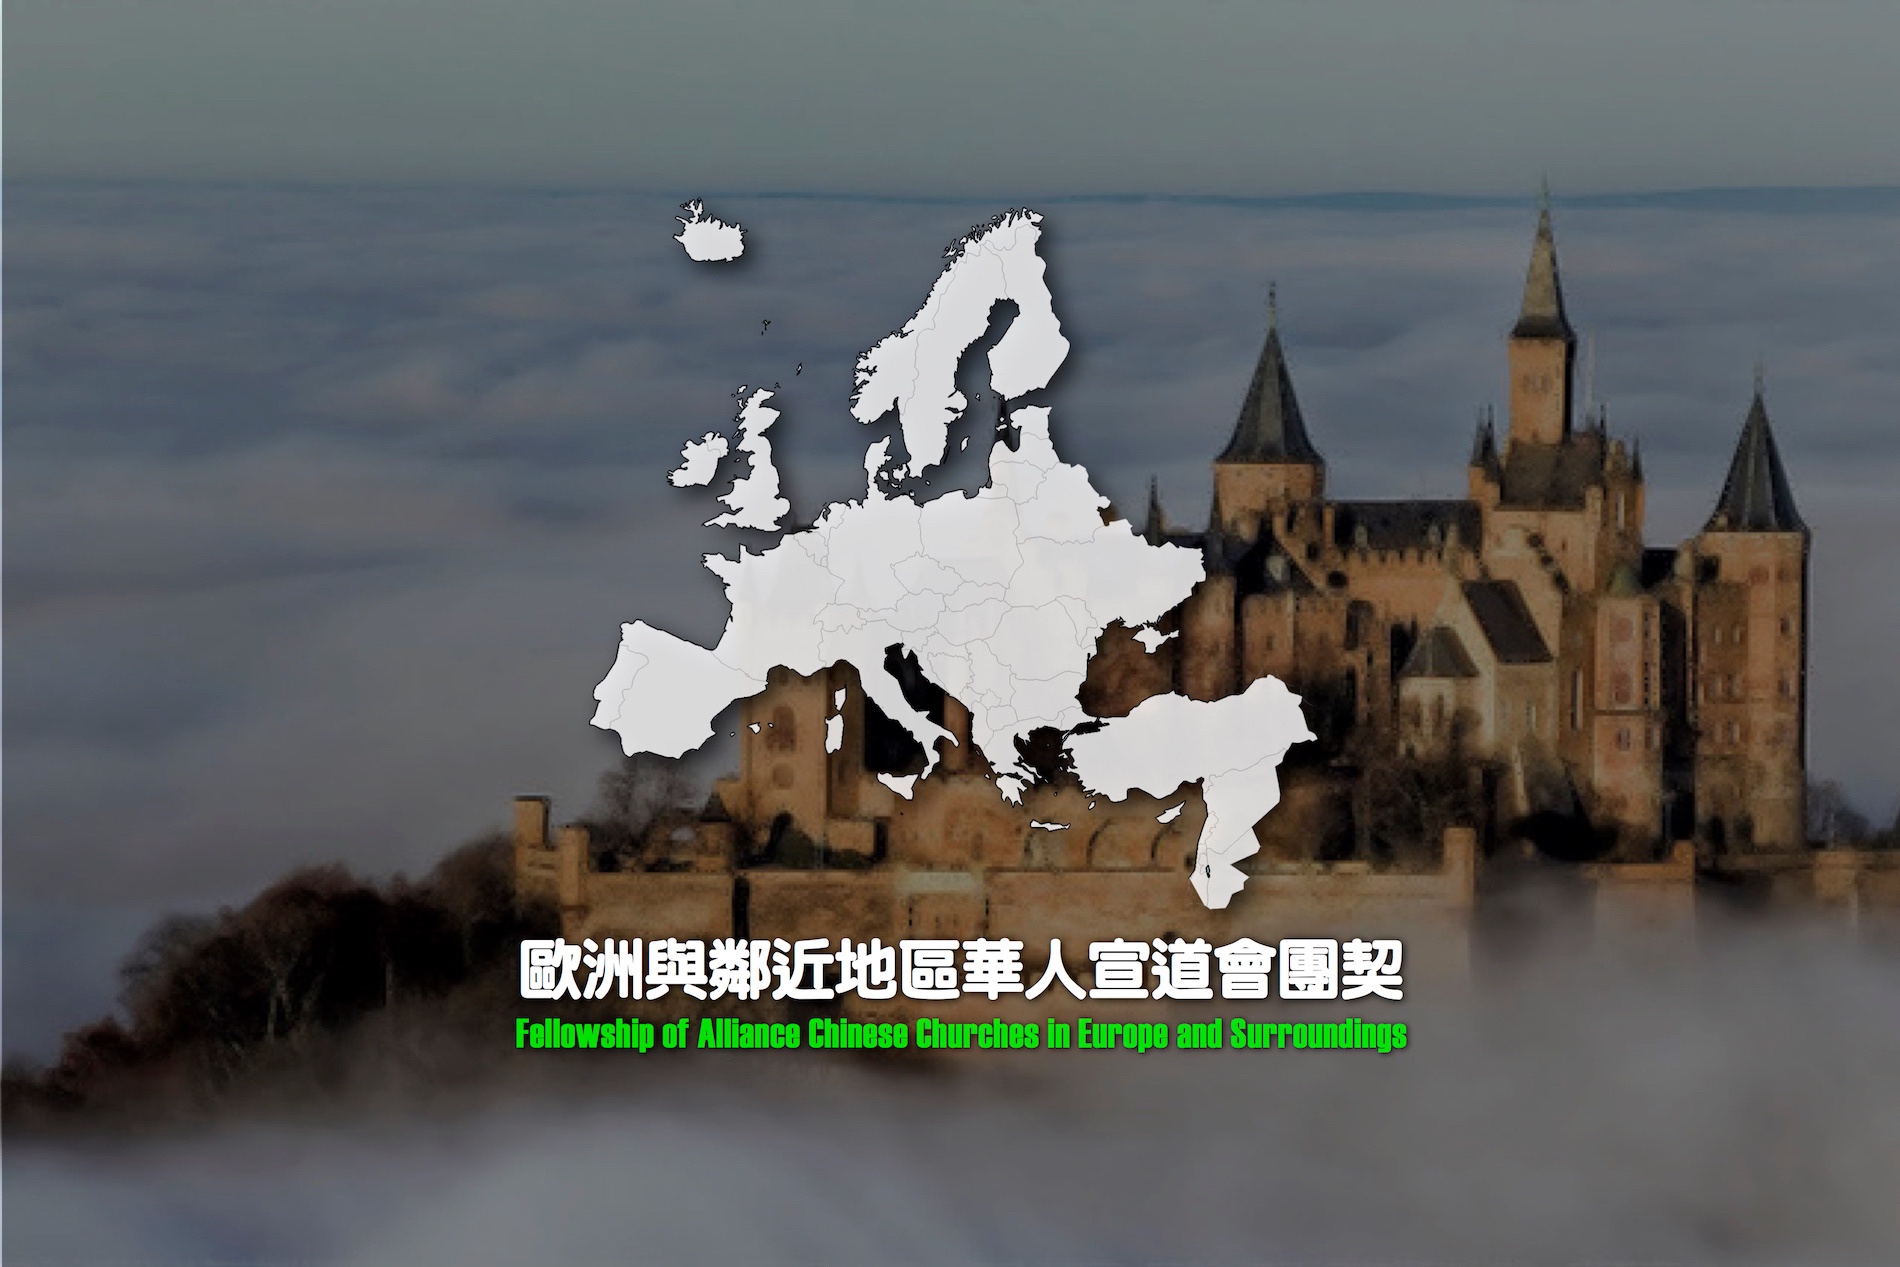 歐洲與鄰近地區華人宣道會團契
Fellowship of Alliance Chinese Churches in Europe and Surroundings